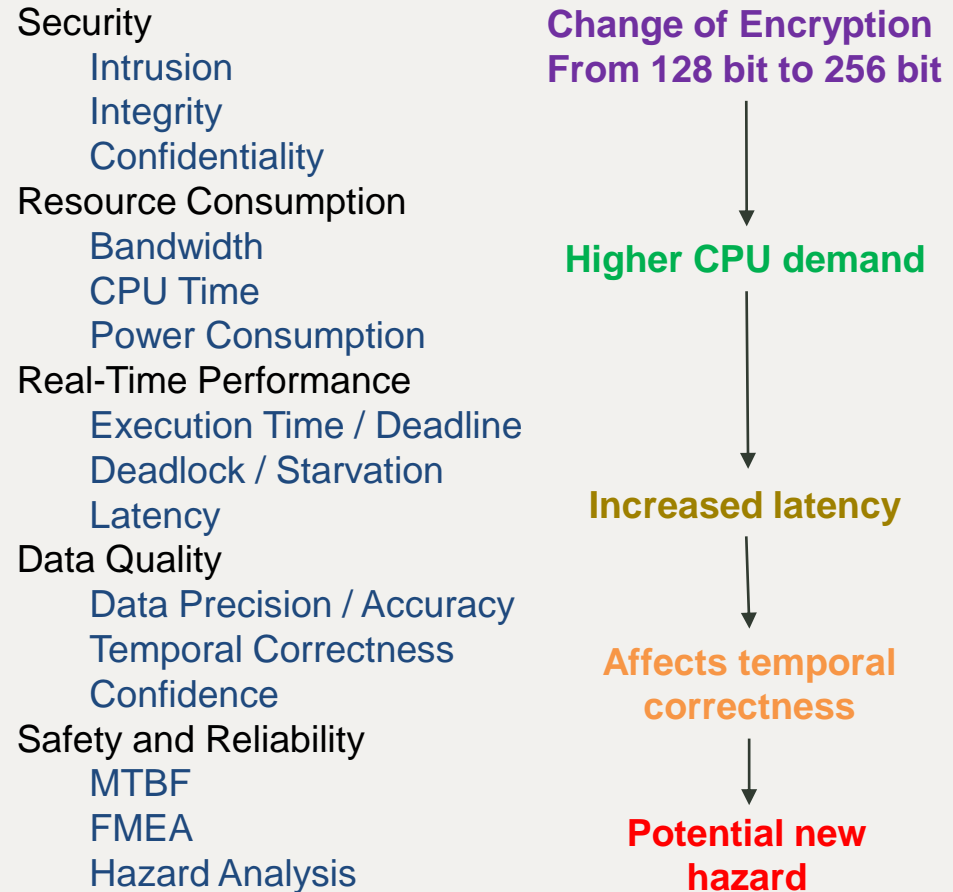 Security
Intrusion
Integrity
Confidentiality
Resource Consumption
Bandwidth
CPU Time
Power Consumption
Real-Time Performance
Execution Time / Deadline
Deadlock / Starvation
Latency
Data Quality
Data Precision / Accuracy
Temporal Correctness
Confidence
Safety and Reliability
MTBF
FMEA
Hazard Analysis
Change of Encryption
From 128 bit to 256 bit
Higher CPU demand
Increased latency
Affects temporal
correctness
Potential new
hazard